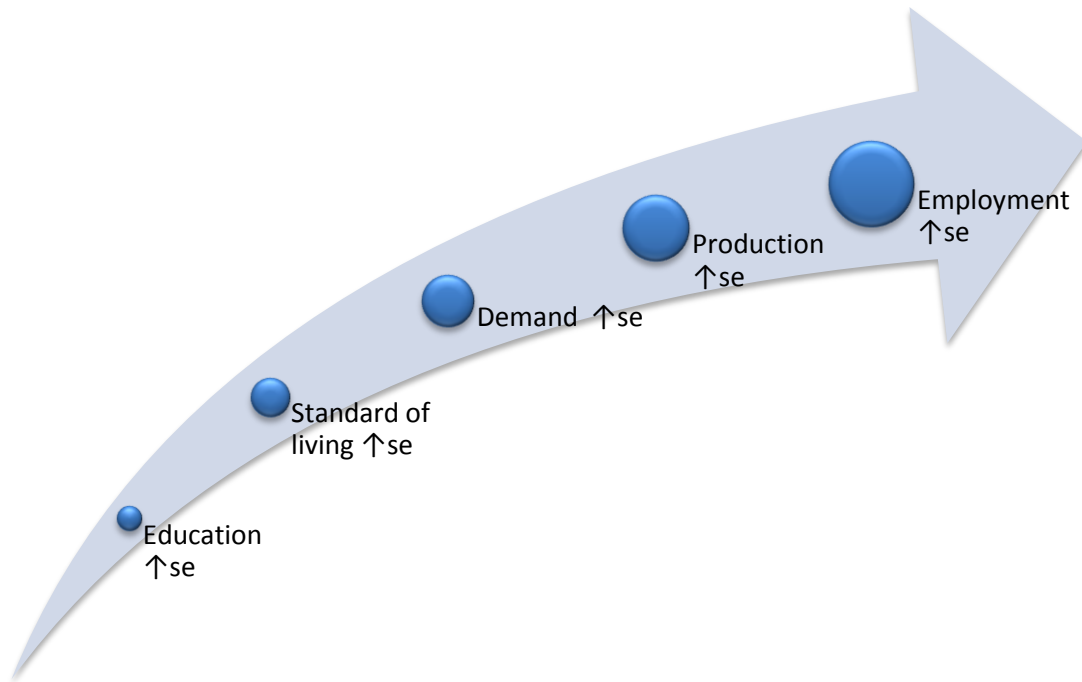 Education
↑se
Standard of
living ↑se
Demand ↑se
Production
↑se
Employment
↑se